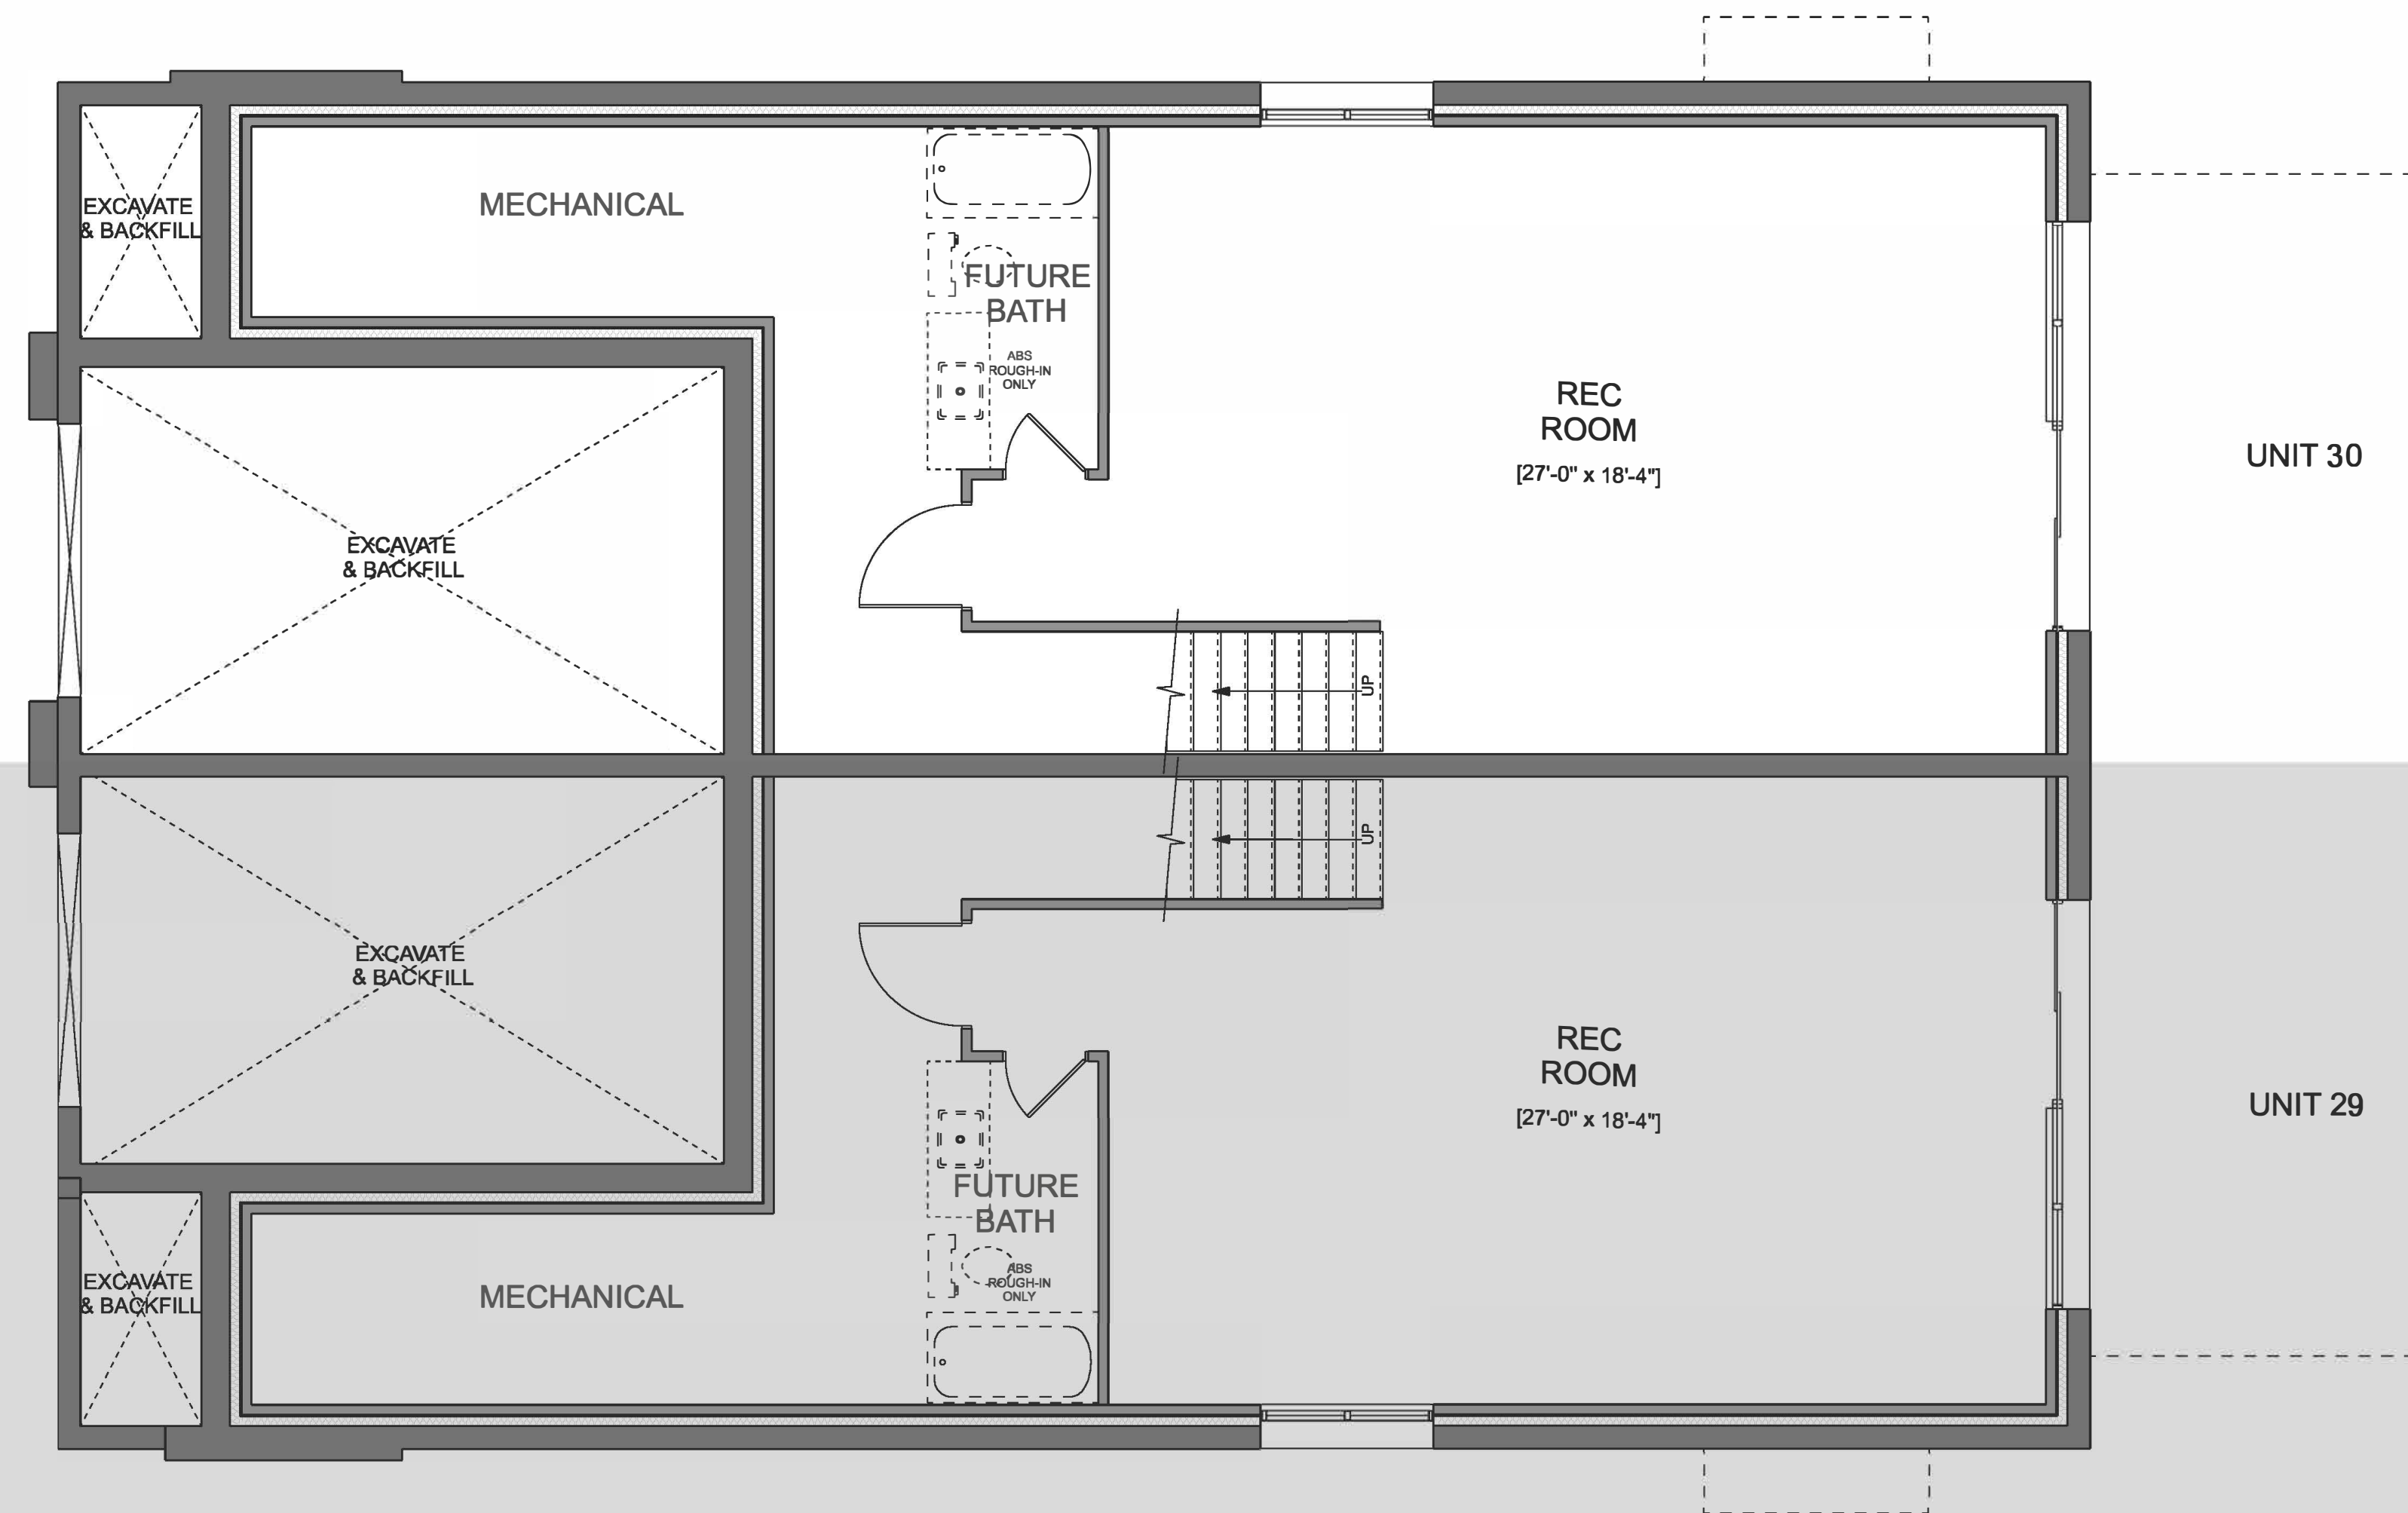 MECHANICAL
EXCAVATE
& BACKFILL
FUTURE
BATH
ABS
ROUGH-IN
ONLY
REC
ROOM
[27'-0" x 18'-4"]
UNIT 30
EXCAVATE
& BACKFILL
UP
UP
EXCAVATE
& BACKFILL
REC
ROOM
[27'-0" x 18'-4"]
UNIT 29
FUTURE
BATH
ABS
ROUGH-IN
ONLY
EXCAVATE
& BACKFILL
MECHANICAL